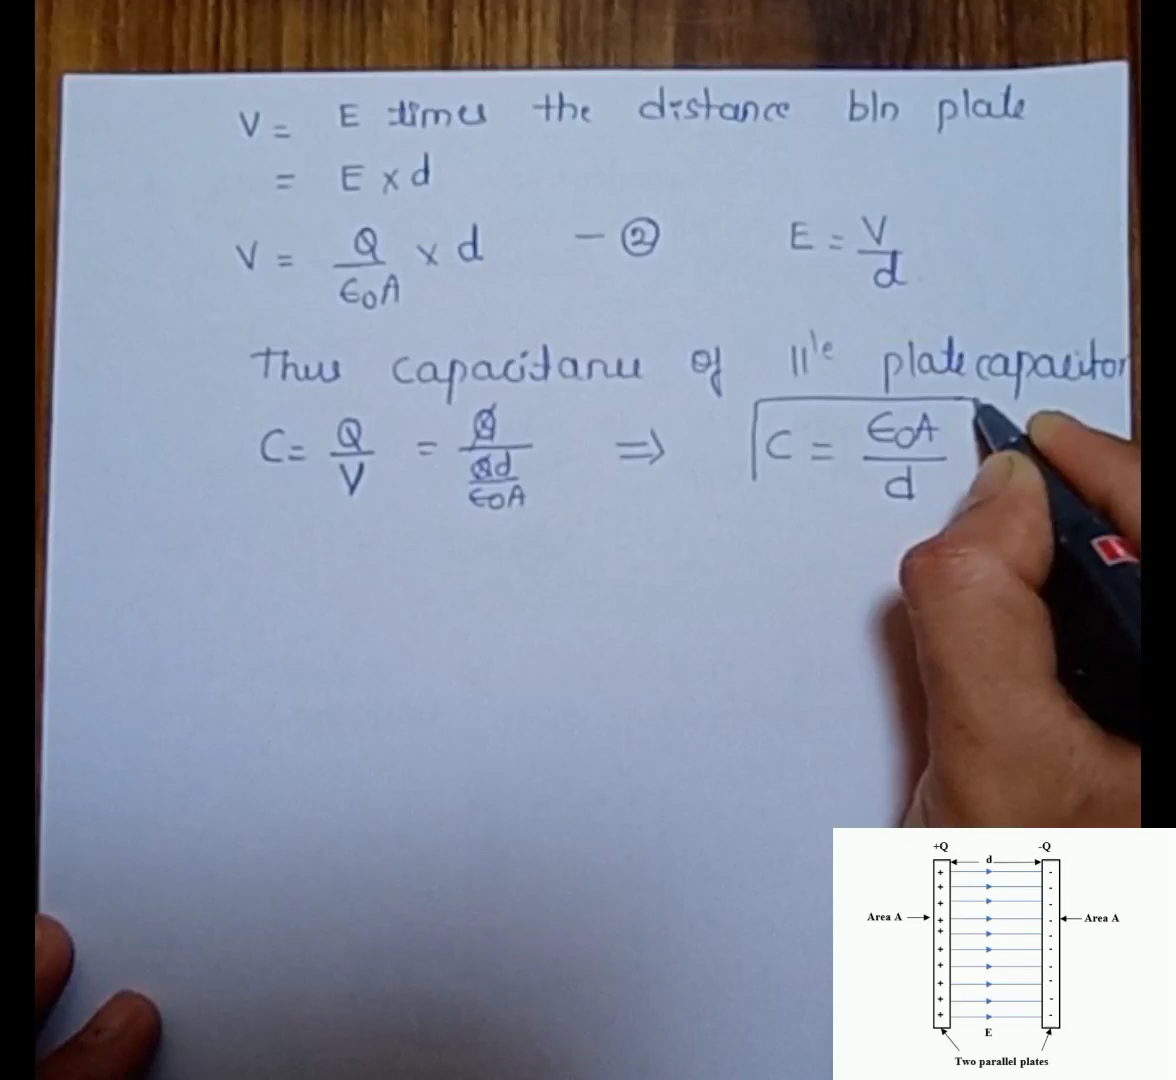 V = E times the distance b/n plate
= E x d
V = Q/ϵ₀A x d - ② E = V/d
Thus capacitance of ||'le plate capacitor
C = Q/V = Q/(Qd/ϵ₀A) ⇒ C = ϵ₀A/d
+Q -Q
d
Area A Area A
E
Two parallel plates